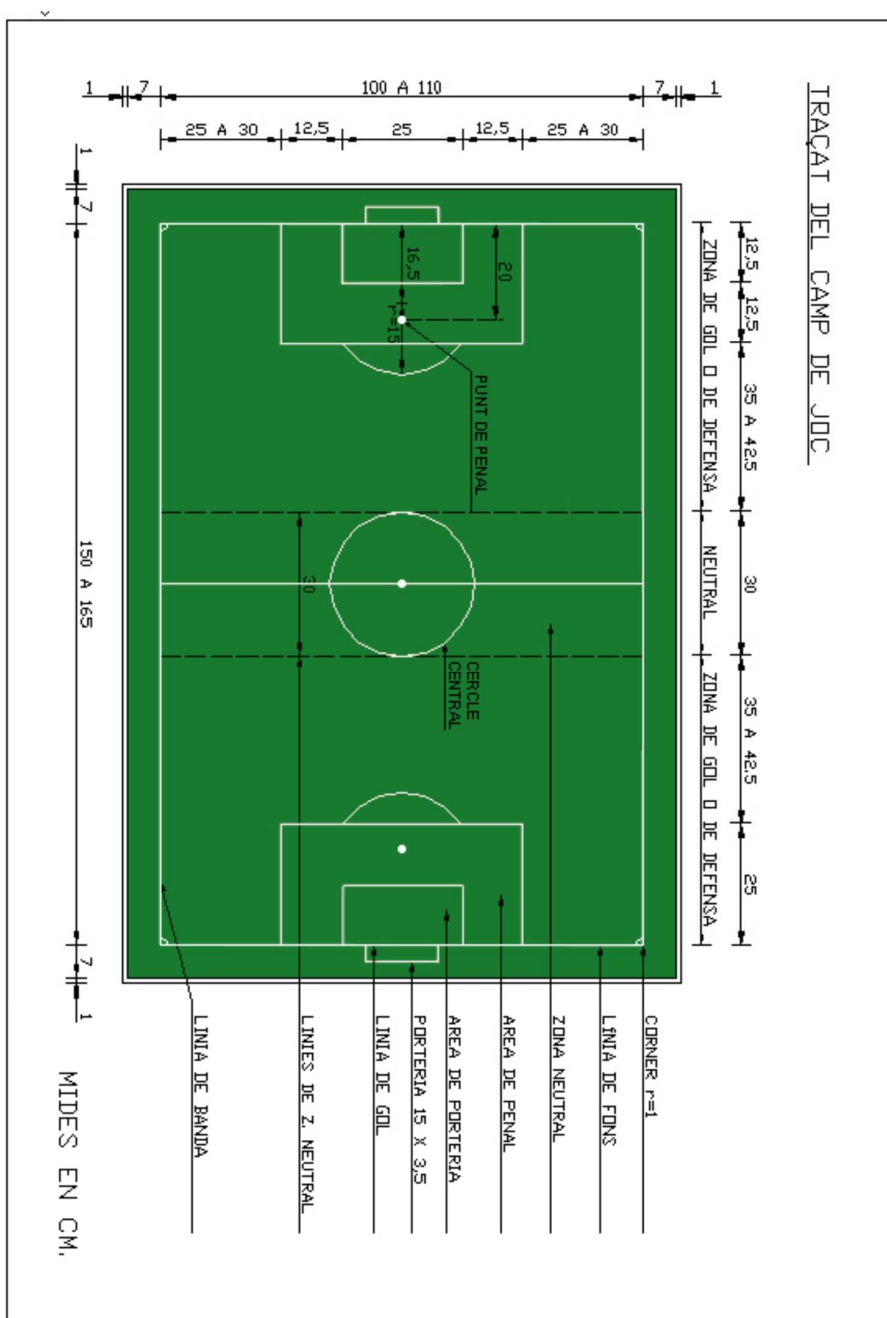 TRAÇAT DEL CAMP DE JOC
1
7
100 A 110
7
1
25 A 30
12,5
25
12,5
25 A 30
1
7
150 A 165
7
1
12,5
12,5
35 A 42,5
30
35 A 42,5
25
ZONA DE GOL O DE DEFENSA
NEUTRAL
ZONA DE GOL O DE DEFENSA
16,5
20
r=15
PUNT DE PENAL
30
CERCLE
CENTRAL
CORNER r=1
LÍNIA DE FONS
ZONA NEUTRAL
AREA DE PENAL
AREA DE PORTERIA
PORTERIA 15 X 3,5
LINIA DE GOL
LINIES DE Z. NEUTRAL
LINIA DE BANDA
MIDES EN CM.